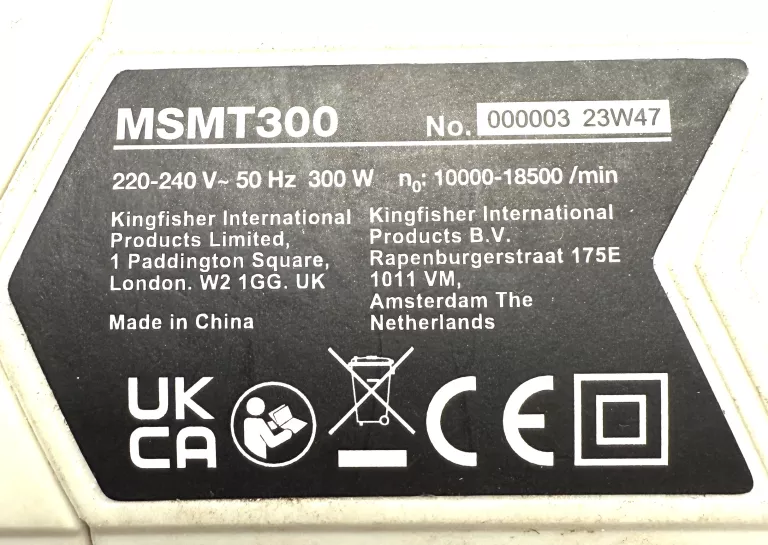 MSMT300 No. 000003 23W47
220-240 V~ 50 Hz 300 W n₀: 10000-18500 /min
Kingfisher International
Products Limited,
1 Paddington Square,
London. W2 1GG. UK
Made in China
Kingfisher International
Products B.V.
Rapenburgerstraat 175E
1011 VM,
Amsterdam The
Netherlands
UK
CA
CE